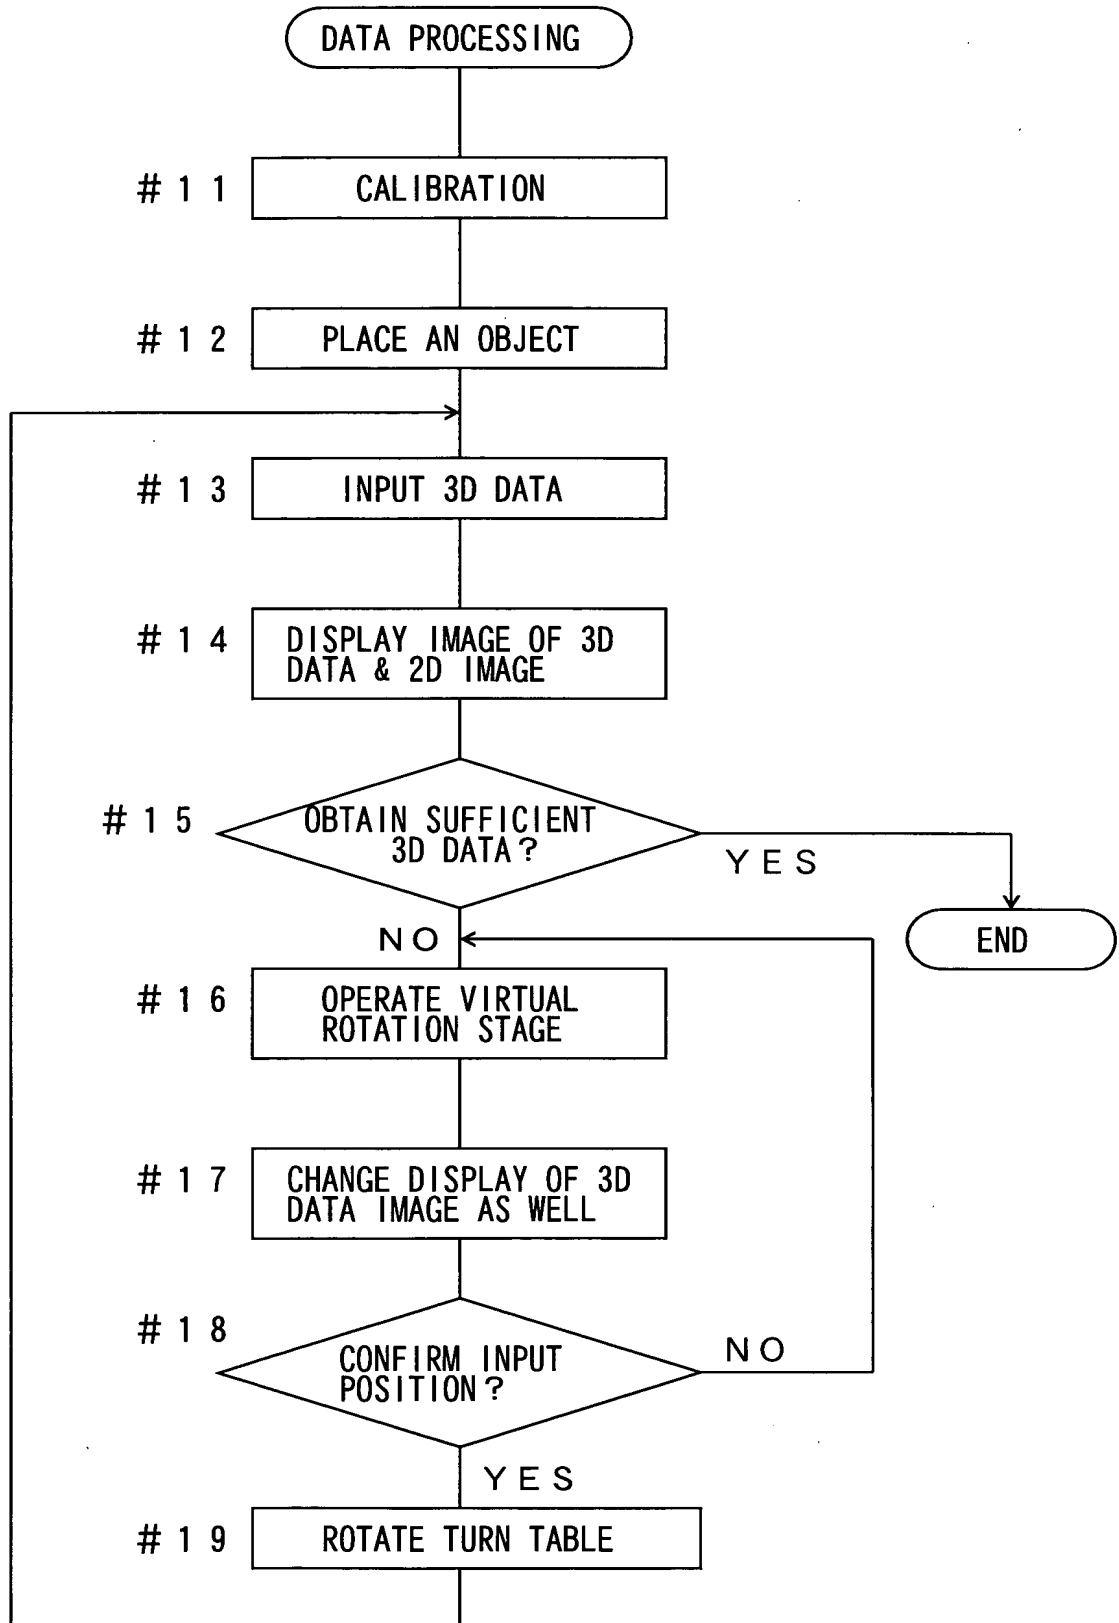 DATA PROCESSING
#11 CALIBRATION
#12 PLACE AN OBJECT
#13 INPUT 3D DATA
#14 DISPLAY IMAGE OF 3D
DATA & 2D IMAGE
#15 OBTAIN SUFFICIENT
3D DATA?
YES
END
NO
#16 OPERATE VIRTUAL
ROTATION STAGE
#17 CHANGE DISPLAY OF 3D
DATA IMAGE AS WELL
#18 CONFIRM INPUT
POSITION?
NO
YES
#19 ROTATE TURN TABLE